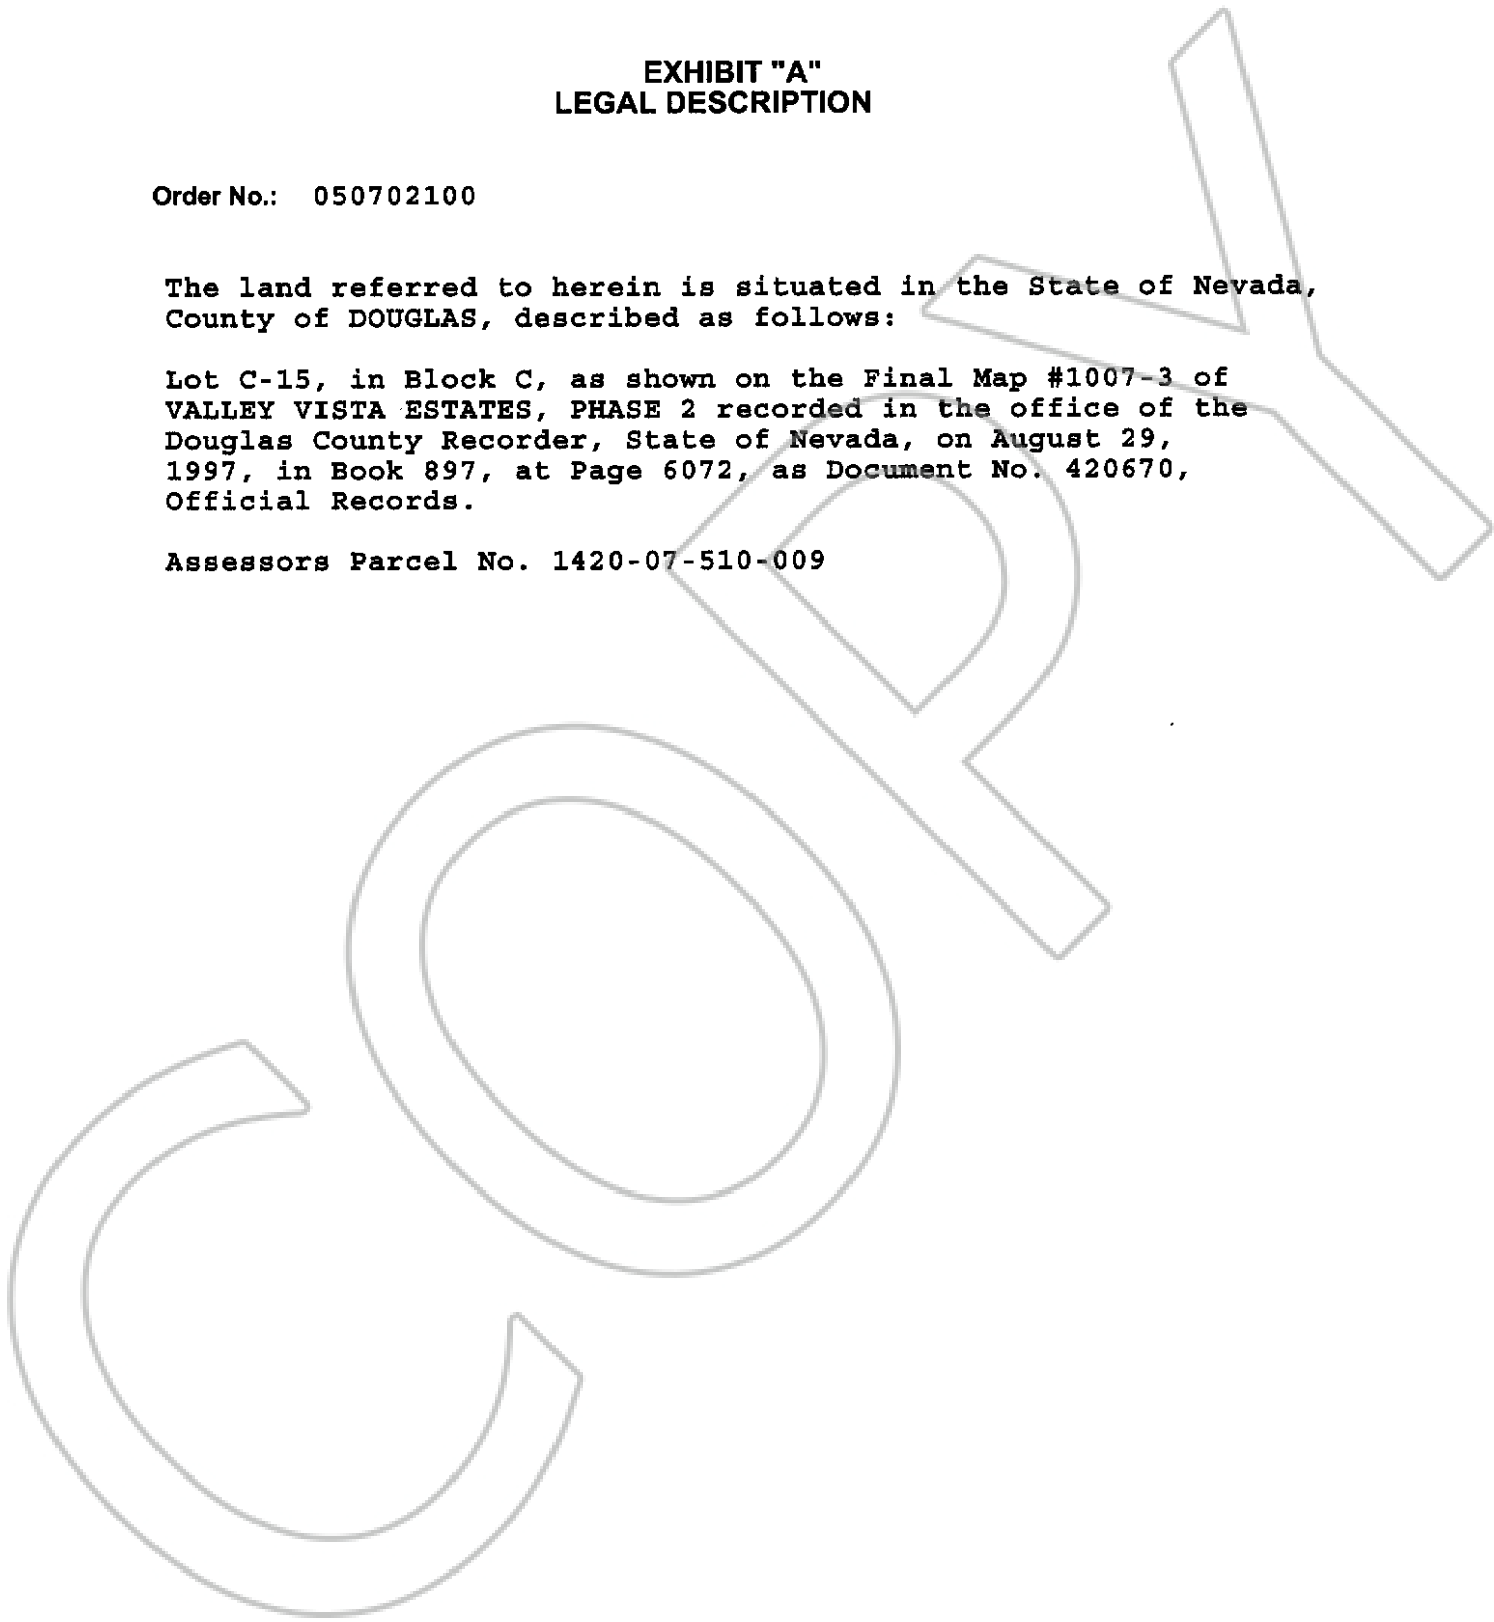 EXHIBIT "A"
LEGAL DESCRIPTION
Order No.: 050702100
The land referred to herein is situated in the State of Nevada,
County of DOUGLAS, described as follows:
Lot C-15, in Block C, as shown on the Final Map #1007-3 of
VALLEY VISTA ESTATES, PHASE 2 recorded in the office of the
Douglas County Recorder, State of Nevada, on August 29,
1997, in Book 897, at Page 6072, as Document No. 420670,
Official Records.
Assessors Parcel No. 1420-07-510-009
COPY